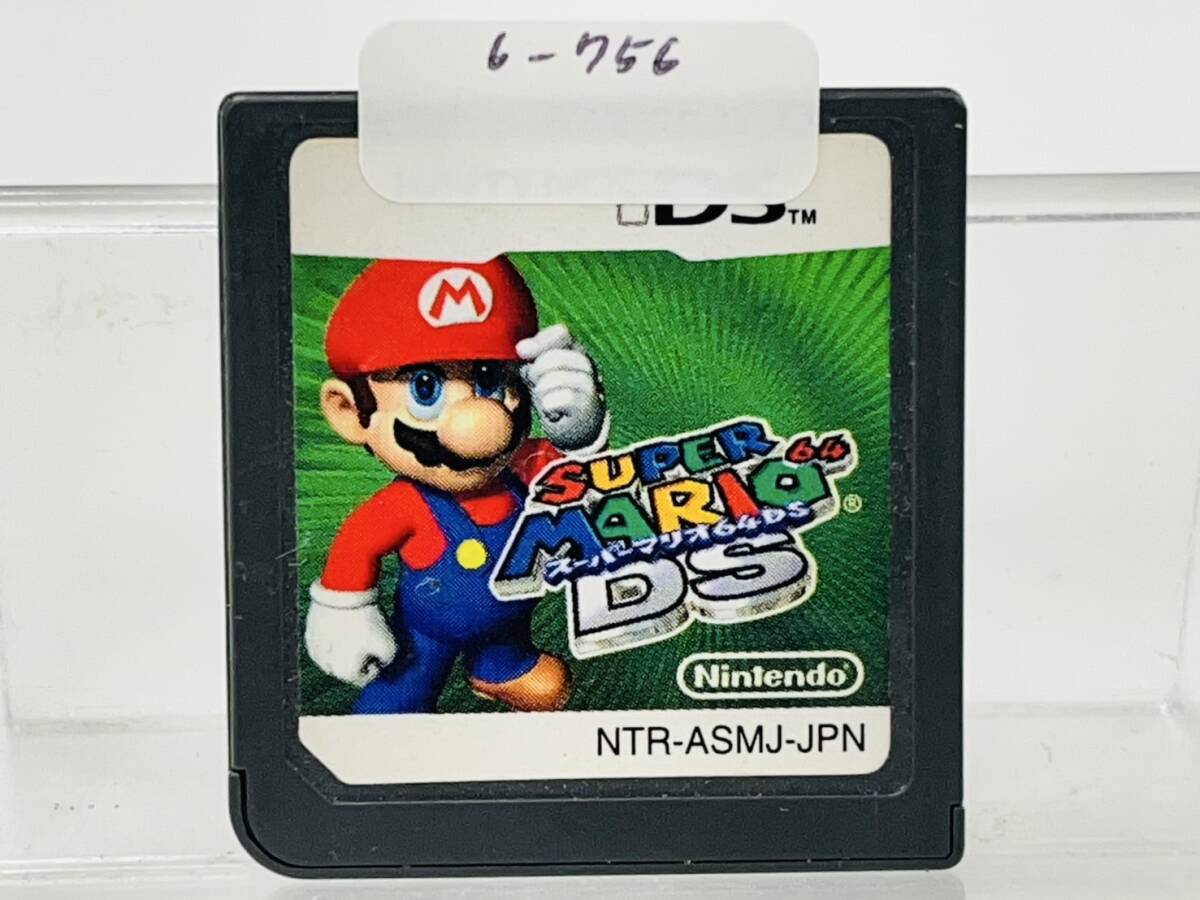 6-756
DS™
M
SUPER
MARIO 64
スーパーマリオ64DS
DS
®
Nintendo
NTR-ASMJ-JPN